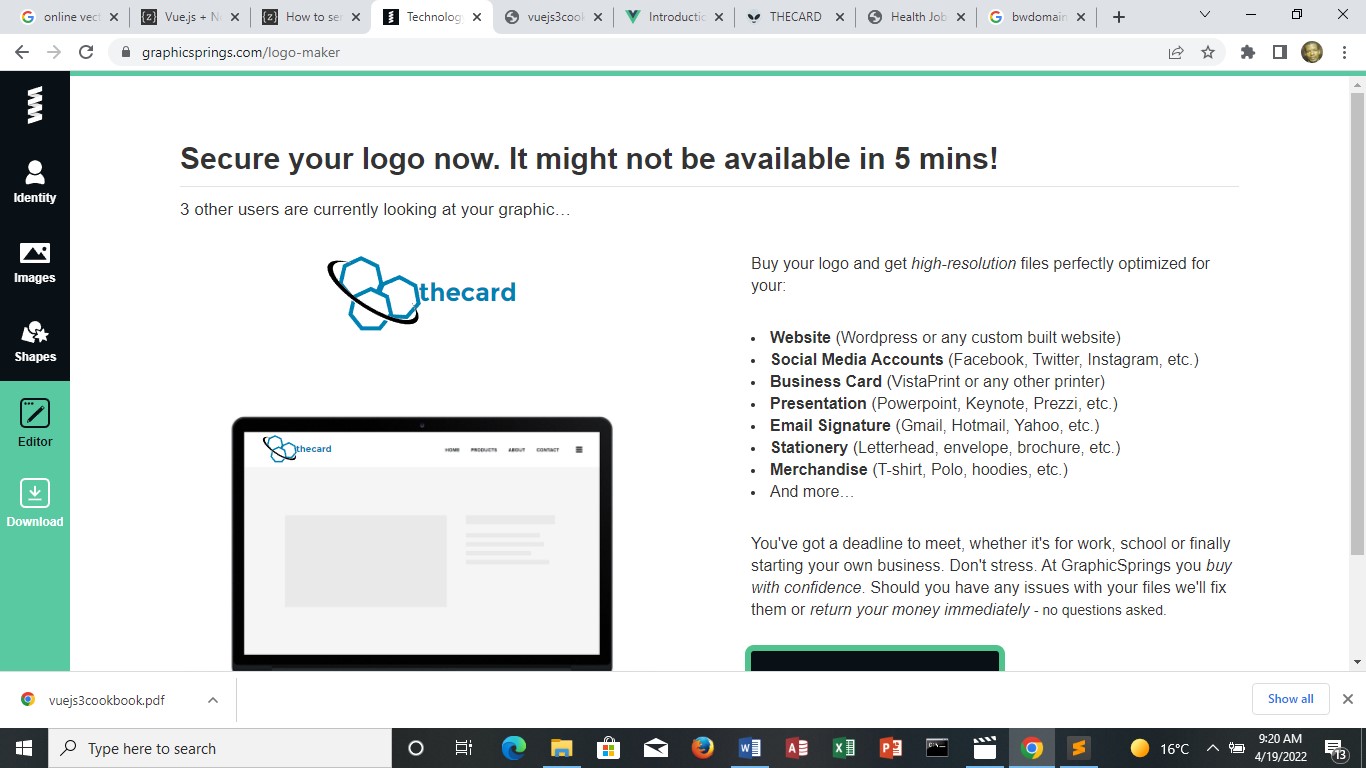 online vect
Vue.js + N
How to ser
Technolog
vuejs3cook
Introductio
THECARD
Health Job
bwdomain
graphicsprings.com/logo-maker
Identity
Images
Shapes
Editor
Download
Secure your logo now. It might not be available in 5 mins!
3 other users are currently looking at your graphic…
thecard
thecard
HOME PRODUCTS ABOUT CONTACT
Buy your logo and get high-resolution files perfectly optimized for
your:
• Website (Wordpress or any custom built website)
• Social Media Accounts (Facebook, Twitter, Instagram, etc.)
• Business Card (VistaPrint or any other printer)
• Presentation (Powerpoint, Keynote, Prezzi, etc.)
• Email Signature (Gmail, Hotmail, Yahoo, etc.)
• Stationery (Letterhead, envelope, brochure, etc.)
• Merchandise (T-shirt, Polo, hoodies, etc.)
• And more…
You've got a deadline to meet, whether it's for work, school or finally
starting your own business. Don't stress. At GraphicSprings you buy
with confidence. Should you have any issues with your files we'll fix
them or return your money immediately - no questions asked.
vuejs3cookbook.pdf
Show all
Type here to search
16°C
9:20 AM
4/19/2022
13